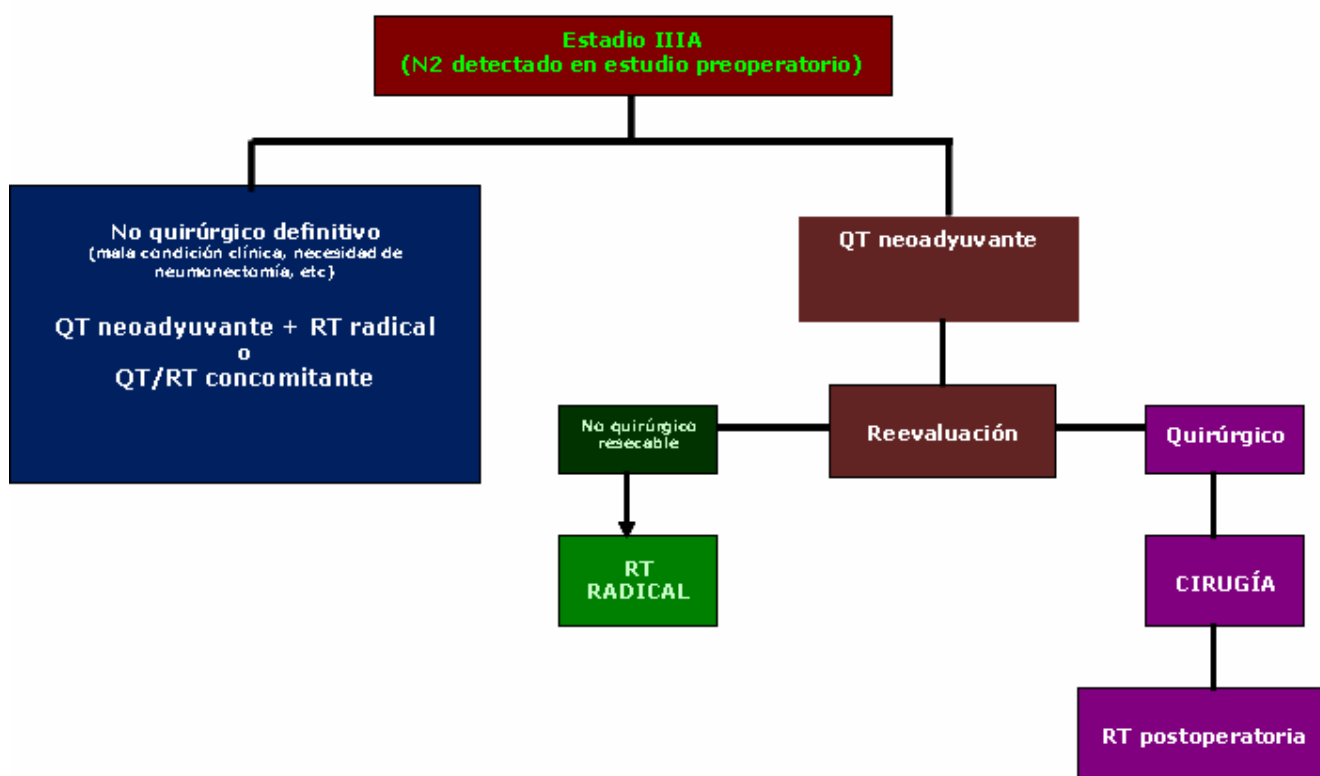 Estadio IIIA
(N2 detectado en estudio preoperatorio)
No quirúrgico definitivo
(mala condición clínica, necesidad de
neumonectomía, etc)
QT neoadyuvante + RT radical
o
QT/RT concomitante
QT neoadyuvante
Reevaluación
No quirúrgico
resecable
Quirúrgico
RT
RADICAL
CIRUGÍA
RT postoperatoria